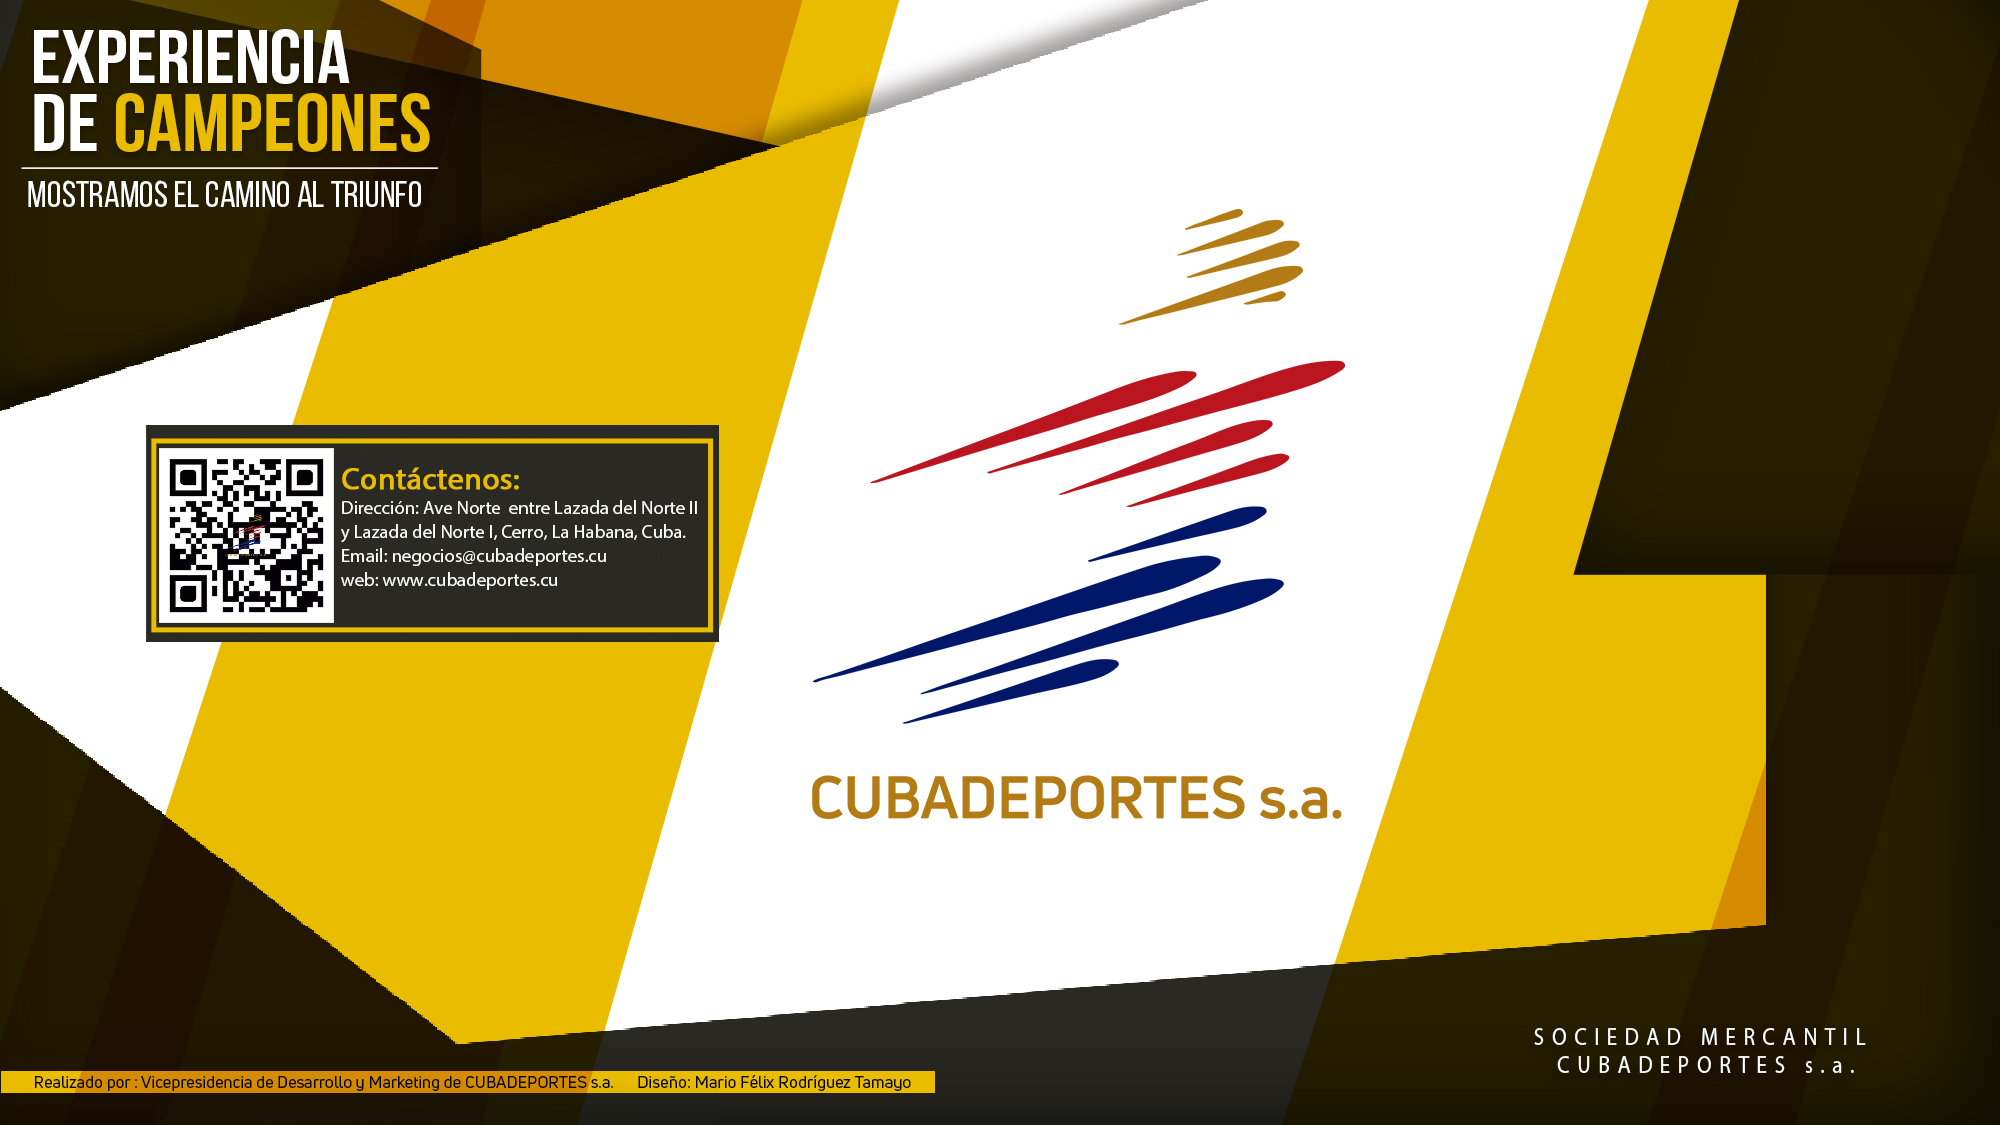 EXPERIENCIA
DE CAMPEONES
MOSTRAMOS EL CAMINO AL TRIUNFO
Contáctenos:
Dirección: Ave Norte  entre Lazada del Norte II
y Lazada del Norte I, Cerro, La Habana, Cuba.
Email: negocios@cubadeportes.cu
web: www.cubadeportes.cu
CUBADEPORTES s.a.
SOCIEDAD MERCANTIL
CUBADEPORTES s.a.
Realizado por : Vicepresidencia de Desarrollo y Marketing de CUBADEPORTES s.a.     Diseño: Mario Félix Rodríguez Tamayo